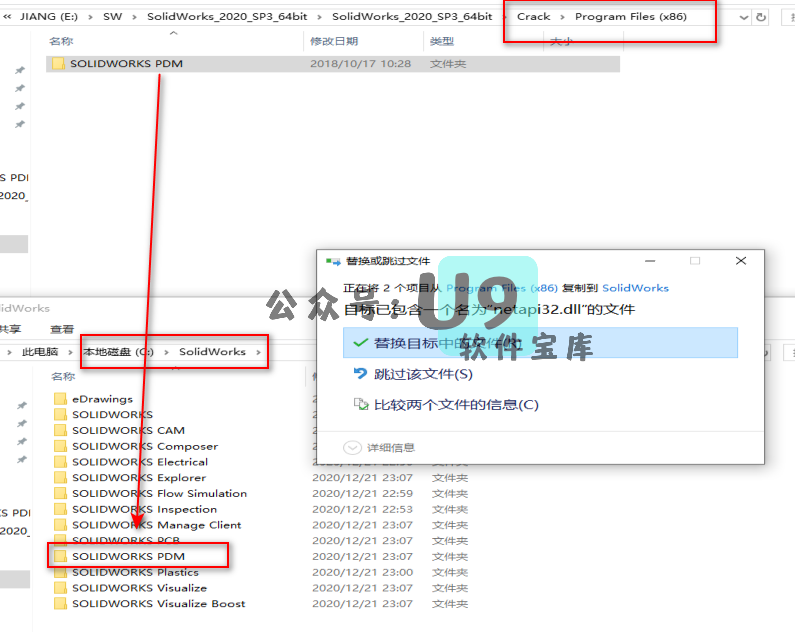 « JIANG (E:) › SW › SolidWorks_2020_SP3_64bit › SolidWorks_2020_SP3_64bit › Crack › Program Files (x86)
名称 修改日期 类型 大小
SOLIDWORKS PDM 2018/10/17 10:28 文件夹
S PDI
2020_
替换或跳过文件
正在将 2 个项目从 Program Files (x86) 复制到 SolidWorks
目标已包含一个名为"netapi32.dll"的文件
替换目标中的文件(R)
跳过该文件(S)
比较两个文件的信息(C)
详细信息
公众号:U9
软件宝库
lidWorks
共享 查看
› 此电脑 › 本地磁盘 (C:) › SolidWorks ›
名称
eDrawings
SOLIDWORKS
SOLIDWORKS CAM
SOLIDWORKS Composer
SOLIDWORKS Electrical
SOLIDWORKS Explorer 2020/12/21 23:07 文件夹
SOLIDWORKS Flow Simulation 2020/12/21 22:59 文件夹
SOLIDWORKS Inspection 2020/12/21 22:53 文件夹
SOLIDWORKS Manage Client 2020/12/21 23:07 文件夹
SOLIDWORKS PCB 2020/12/21 23:07 文件夹
SOLIDWORKS PDM 2020/12/21 23:07 文件夹
SOLIDWORKS Plastics 2020/12/21 23:00 文件夹
SOLIDWORKS Visualize 2020/12/21 23:07 文件夹
SOLIDWORKS Visualize Boost 2020/12/21 23:07 文件夹
S PDI
2020_